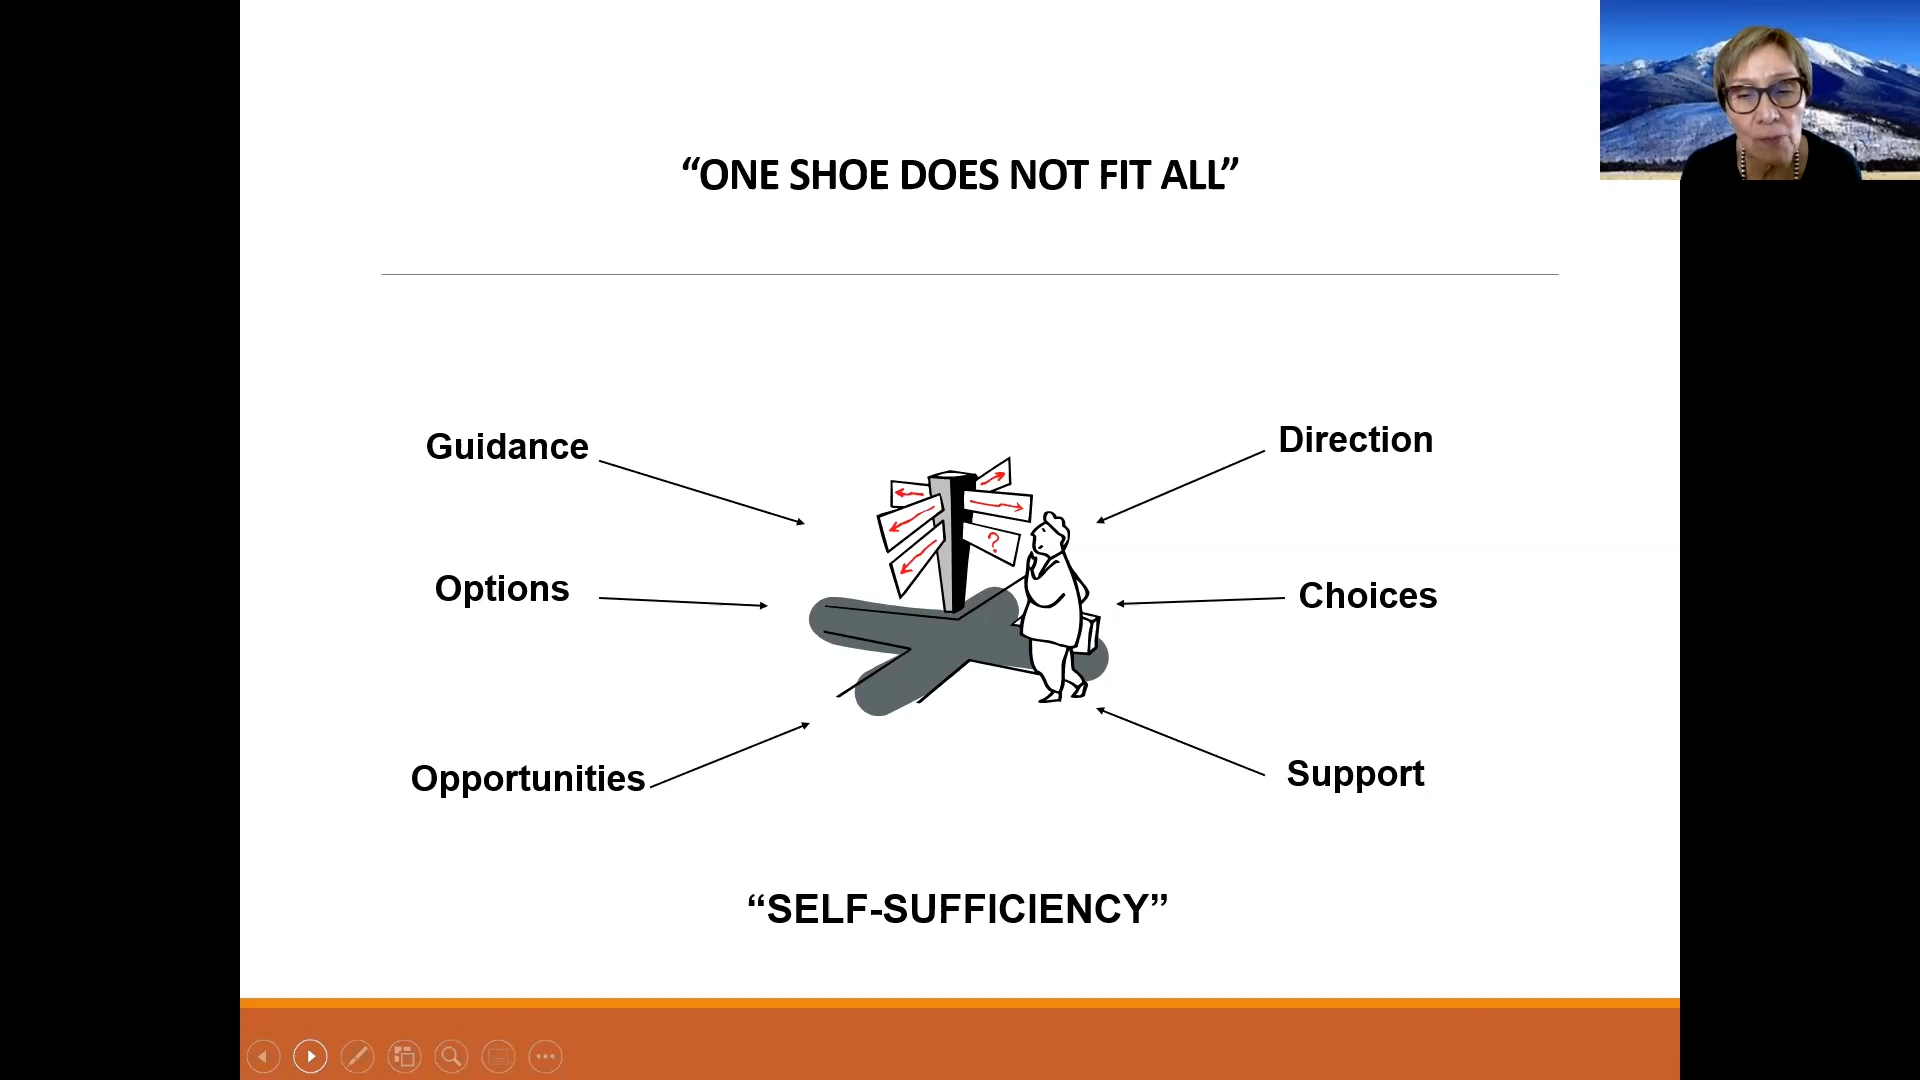 “ONE SHOE DOES NOT FIT ALL”
Guidance
Direction
?
Options
Choices
Opportunities
Support
“SELF-SUFFICIENCY”